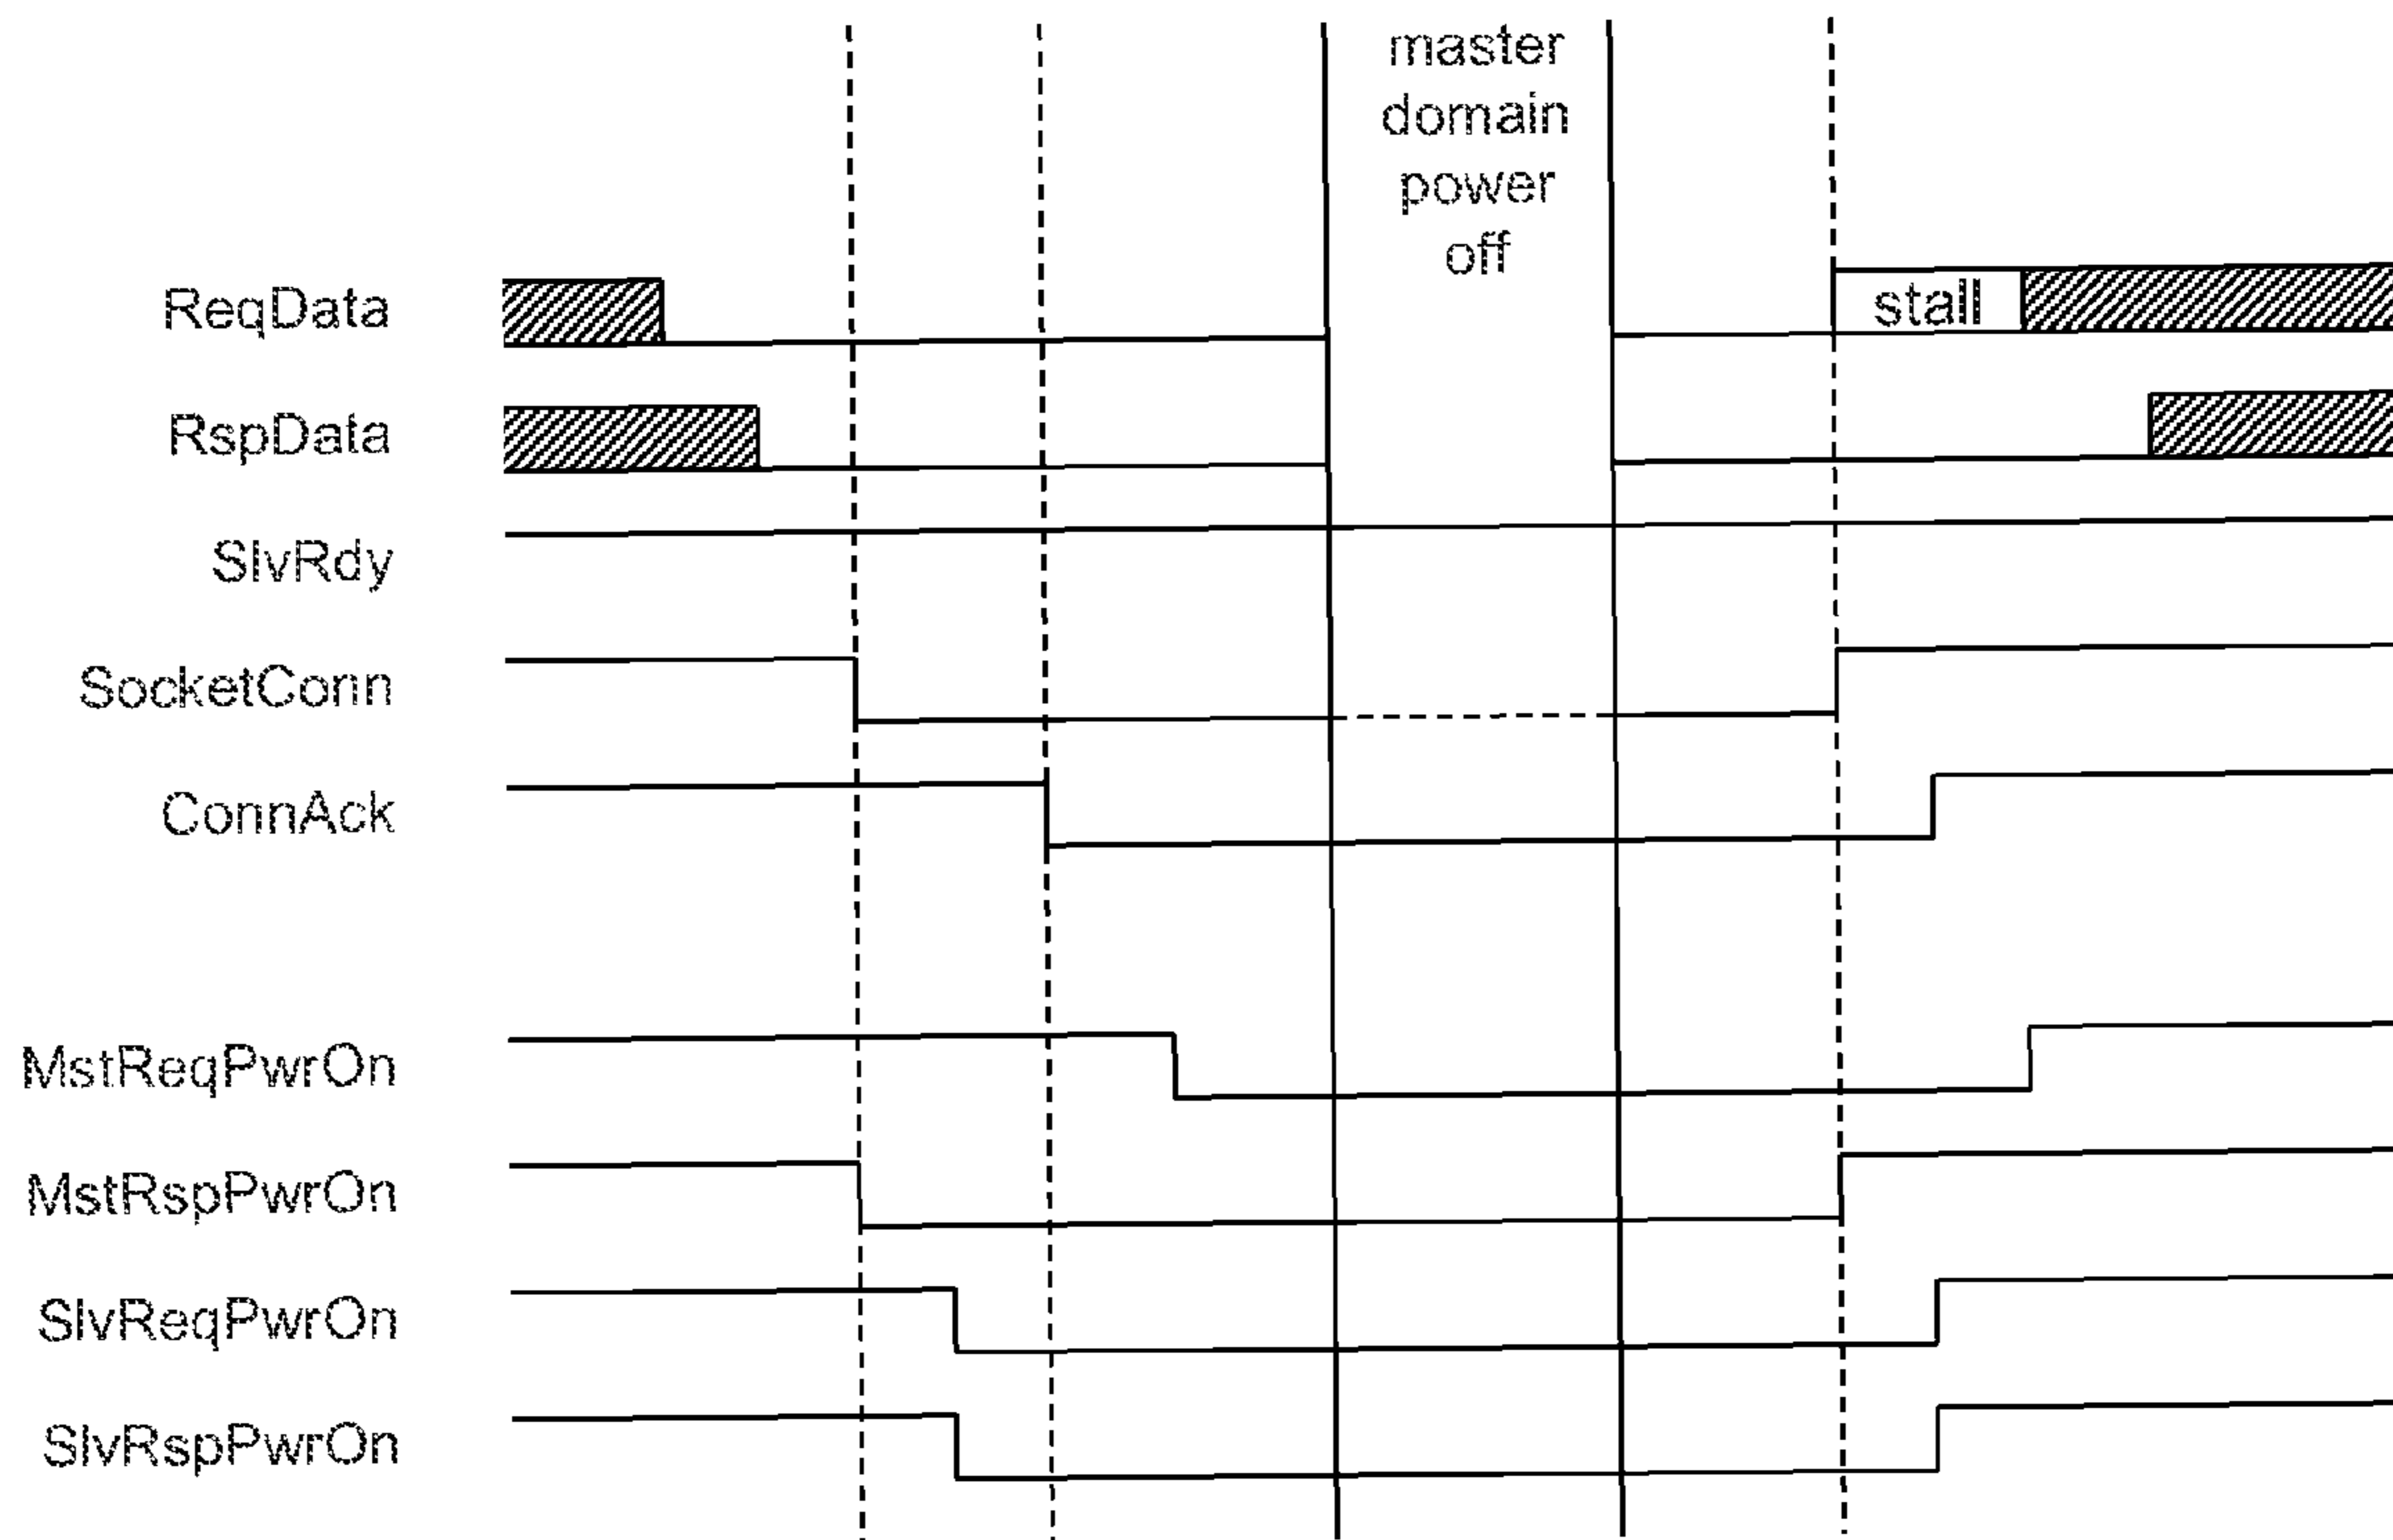 master
domain
power
off
ReqData
stall
RspData
SlvRdy
SocketConn
ConnAck
MstReqPwrOn
MstRspPwrOn
SlvReqPwrOn
SlvRspPwrOn